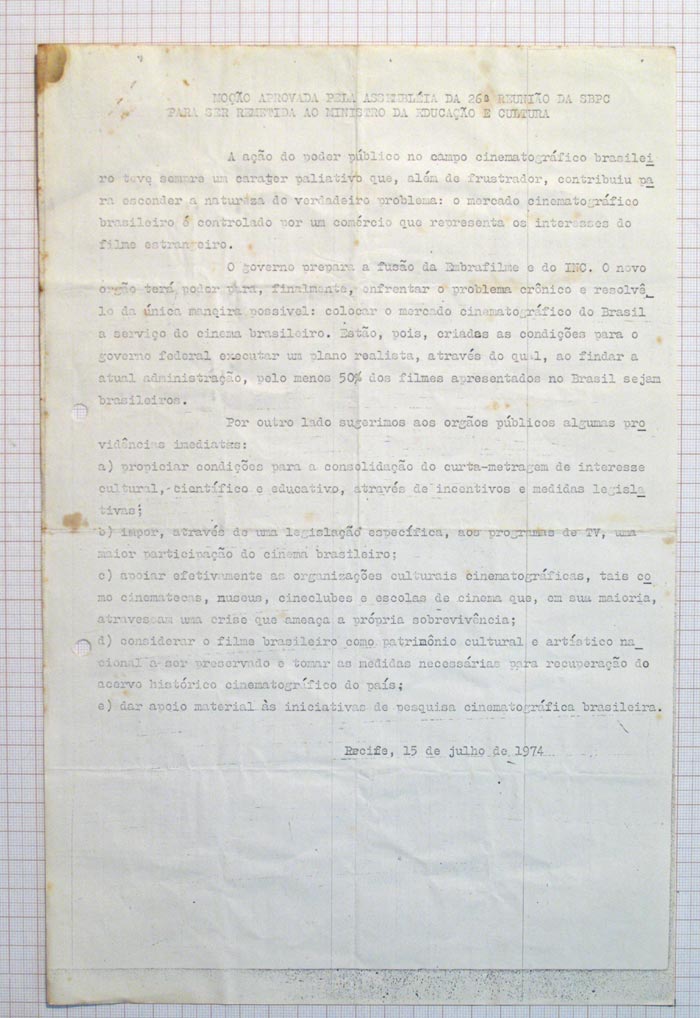 MOÇÃO APROVADA PELA ASSEMBLÉIA DA 26ª REUNIÃO DA SBPC
PARA SER REMETIDA AO MINISTRO DA EDUCAÇÃO E CULTURA
A ação do poder público no campo cinematográfico brasilei
ro teve sempre um carater paliativo que, além de frustrador, contribuiu pa
ra esconder a natureza do verdadeiro problema: o mercado cinematográfico
brasileiro é controlado por um comércio que representa os interesses do
filme estrangeiro.
O governo prepara a fusão da Embrafilme e do INC. O novo
orgão terá poder para, finalmente, enfrentar o problema crônico e resolvê_
lo da única maneira possivel: colocar o mercado cinematográfico do Brasil
a serviço do cinema brasileiro. Estão, pois, criadas as condições para o
governo federal executar um plano realista, através do qual, ao findar a
atual administração, pelo menos 50% dos filmes apresentados no Brasil sejam
brasileiros.
Por outro lado sugerimos aos orgãos públicos algumas pro
vidências imediatas:
a) propiciar condições para a consolidação do curta-metragem de interesse
cultural, científico e educativo, através de incentivos e medidas legisla
tivas;
b) impor, através de uma legislação específica, aos programas de TV, uma
maior participação do cinema brasileiro;
c) apoiar efetivamente as organizações culturais cinematográficas, tais co
mo cinematecas, museus, cineclubes e escolas de cinema que, em sua maioria,
atravessam uma crise que ameaça a própria sobrevivência;
d) considerar o filme brasileiro como patrimônio cultural e artístico na_
cional a ser preservado e tomar as medidas necessárias para recuperação do
acervo histórico cinematográfico do país;
e) dar apoio material às iniciativas de pesquisa cinematográfica brasileira.
Recife, 15 de julho de 1974